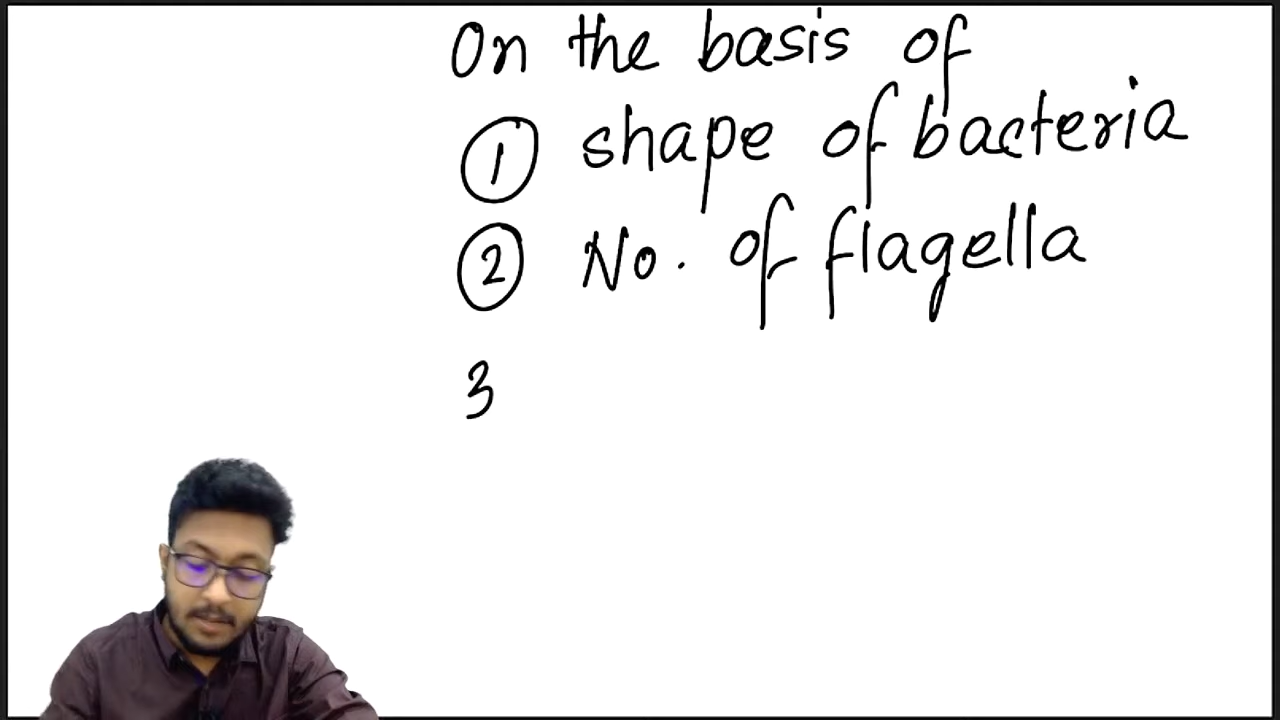 On the basis of
① shape of bacteria
② No. of flagella
3